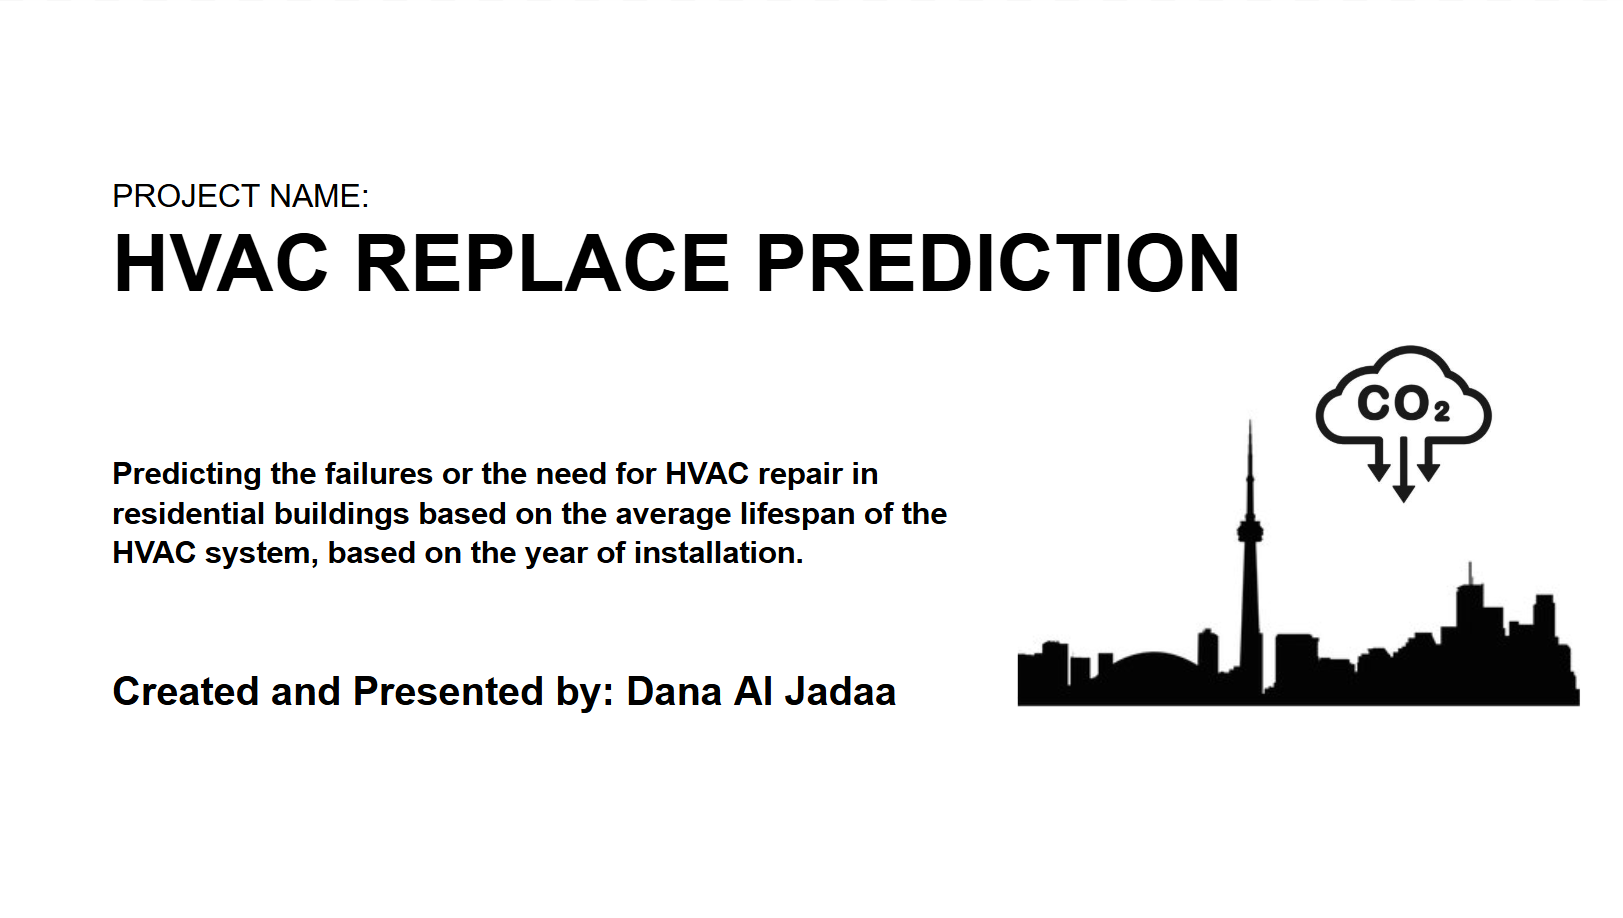 PROJECT NAME:
HVAC REPLACE PREDICTION
CO₂
Predicting the failures or the need for HVAC repair in
residential buildings based on the average lifespan of the
HVAC system, based on the year of installation.
Created and Presented by: Dana Al Jadaa